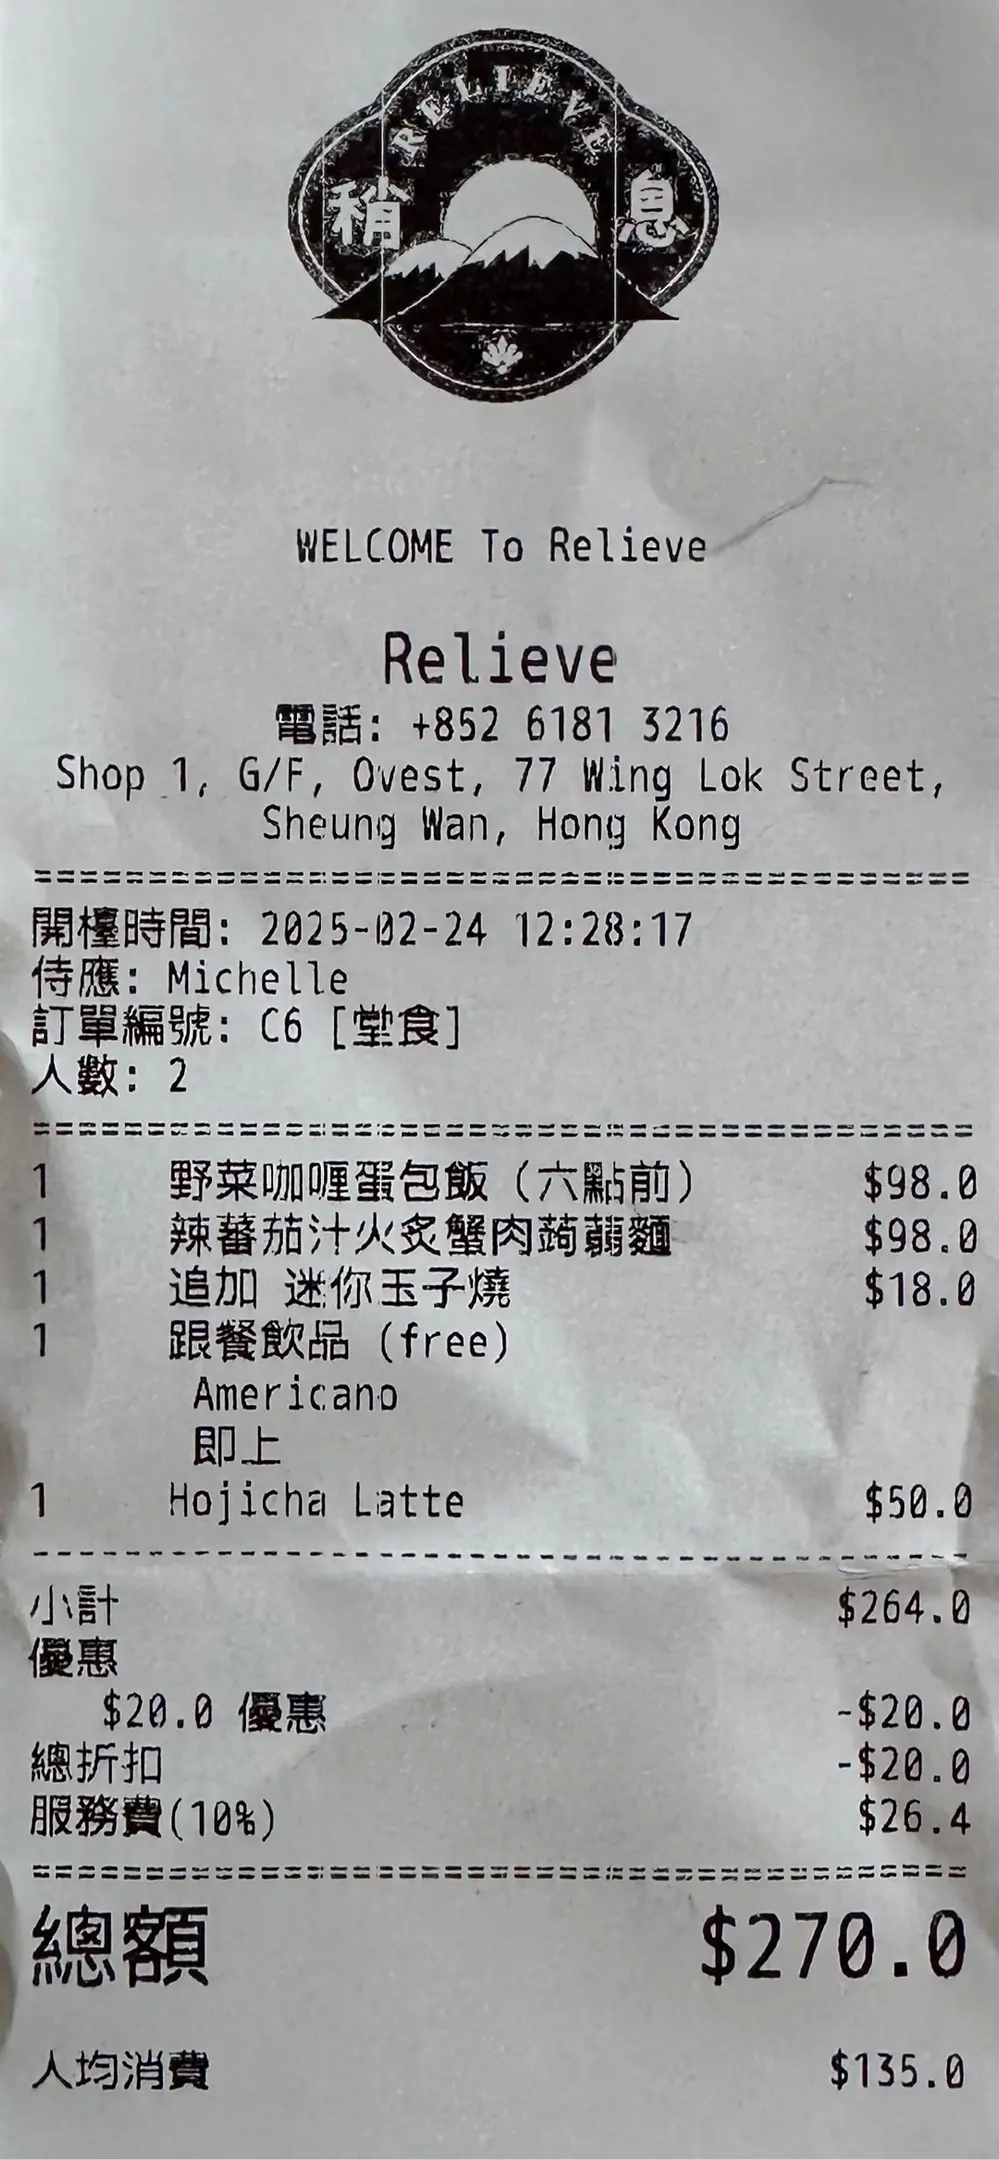 RELIEVE
稍 息
WELCOME To Relieve
Relieve
電話: +852 6181 3216
Shop 1, G/F, Ovest, 77 Wing Lok Street,
Sheung Wan, Hong Kong
==========================================
開檯時間: 2025-02-24 12:28:17
侍應: Michelle
訂單編號: C6 [堂食]
人數: 2
==========================================
1 野菜咖喱蛋包飯 (六點前) $98.0
1 辣蕃茄汁火炙蟹肉蒟蒻麵 $98.0
1 追加 迷你玉子燒 $18.0
1 跟餐飲品 (free)
Americano
即上
1 Hojicha Latte $50.0
------------------------------------------
小計 $264.0
優惠
$20.0 優惠 -$20.0
總折扣 -$20.0
服務費(10%) $26.4
==========================================
總額 $270.0
人均消費 $135.0